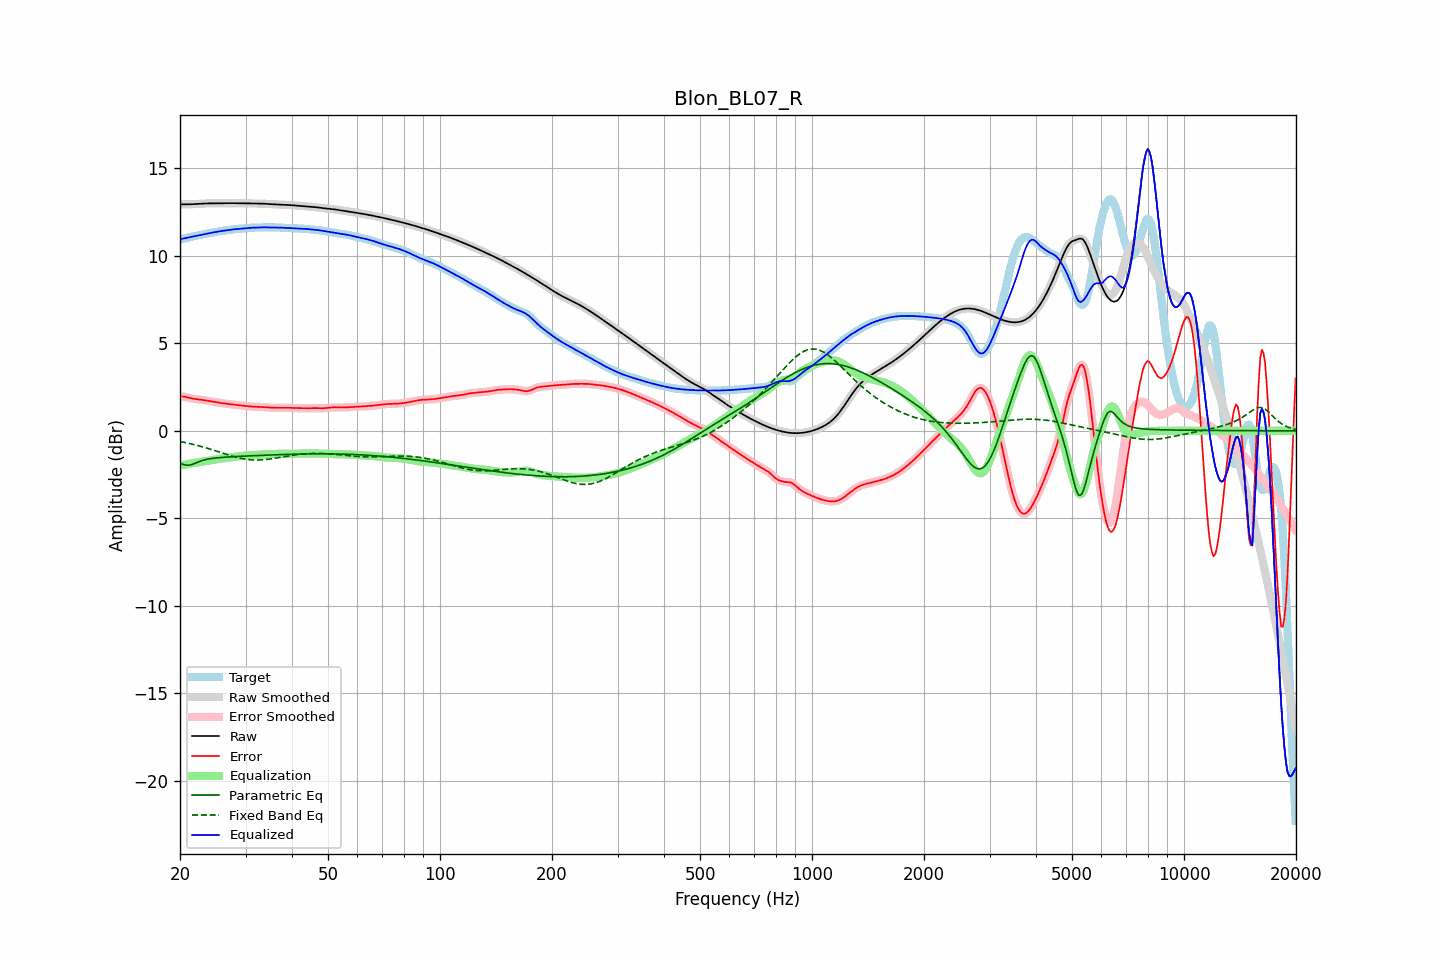 Blon_BL07_R
Amplitude (dBr)
15
10
5
0
−5
−10
−15
−20
Target
Raw Smoothed
Error Smoothed
Raw
Error
Equalization
Parametric Eq
Fixed Band Eq
Equalized
20 50 100 200 500 1000 2000 5000 10000 20000
Frequency (Hz)